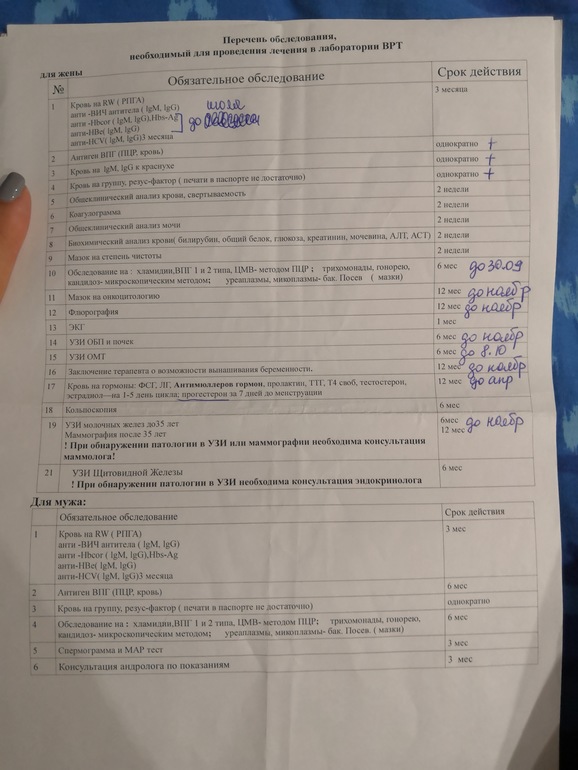 Перечень обследования,
необходимый для проведения лечения в лаборатории ВРТ
для жены
№ Обязательное обследование Срок действия
1 Кровь на RW ( РПГА) 3 месяца
анти -ВИЧ антитела ( IgM, IgG) июля
анти -Hbcor ( IgM, IgG),Hbs-Ag до
анти-HBe( IgM, IgG)
анти-HCV( IgM, IgG)3 месяца
2 Антиген ВПГ (ПЦР, кровь) однократно +
3 Кровь на IgM, IgG к краснухе однократно +
4 Кровь на группу, резус-фактор ( печати в паспорте не достаточно) однократно +
5 Общеклинический анализ крови, свертываемость 2 недели
6 Коагулограмма 2 недели
7 Общеклинический анализ мочи 2 недели
8 Биохимический анализ крови( билирубин, общий белок, глюкоза, креатинин, мочевина, АЛТ, АСТ) 2 недели
9 Мазок на степень чистоты 2 недели
10 Обследование на : хламидии,ВПГ 1 и 2 типа, ЦМВ- методом ПЦР ; трихомонады, гонорею, 6 мес до 30.09
кандидоз- микроскопическим методом; уреаплазмы, микоплазмы- бак. Посев ( мазки)
11 Мазок на онкоцитологию 12 мес до ноябр
12 Флюрография 12 мес до ноябр
13 ЭКГ 1 мес
14 УЗИ ОБП и почек 6 мес до ноябр
15 УЗИ ОМТ 6 мес до 8.10
16 Заключение терапевта о возможности вынашивания беременности. 12 мес до ноябр
17 Кровь на гормоны: ФСГ, ЛГ, Антимюллеров гормон, пролактин, ТТГ, Т4 своб, тестостерон, 12 мес до апр
эстрадиол—на 1-5 день цикла; прогестерон за 7 дней до менструации
18 Кольпоскопия 6 мес
19 УЗИ молочных желез до35 лет 6мес до ноябр
Маммография после 35 лет 12 мес
! При обнаружении патологии в УЗИ или маммографии необходима консультация
маммолога!
21 УЗИ Щитовидной Железы 6 мес
! При обнаружении патологии в УЗИ необходима консультация эндокринолога
Для мужа:
Обязательное обследование Срок действия
1 Кровь на RW ( РПГА) 3 мес
анти -ВИЧ антитела ( IgM, IgG)
анти -Hbcor ( IgM, IgG),Hbs-Ag
анти-HBe( IgM, IgG)
анти-HCV( IgM, IgG)3 месяца
2 Антиген ВПГ (ПЦР, кровь) 6 мес
3 Кровь на группу, резус-фактор ( печати в паспорте не достаточно) однократно
4 Обследование на : хламидии,ВПГ 1 и 2 типа, ЦМВ- методом ПЦР; трихомонады, гонорею, 6 мес
кандидоз- микроскопическим методом; уреаплазмы, микоплазмы- бак. Посев. ( мазки)
5 Спермограмма и МАР тест 3 мес
6 Консультация андролога по показаниям 3 мес